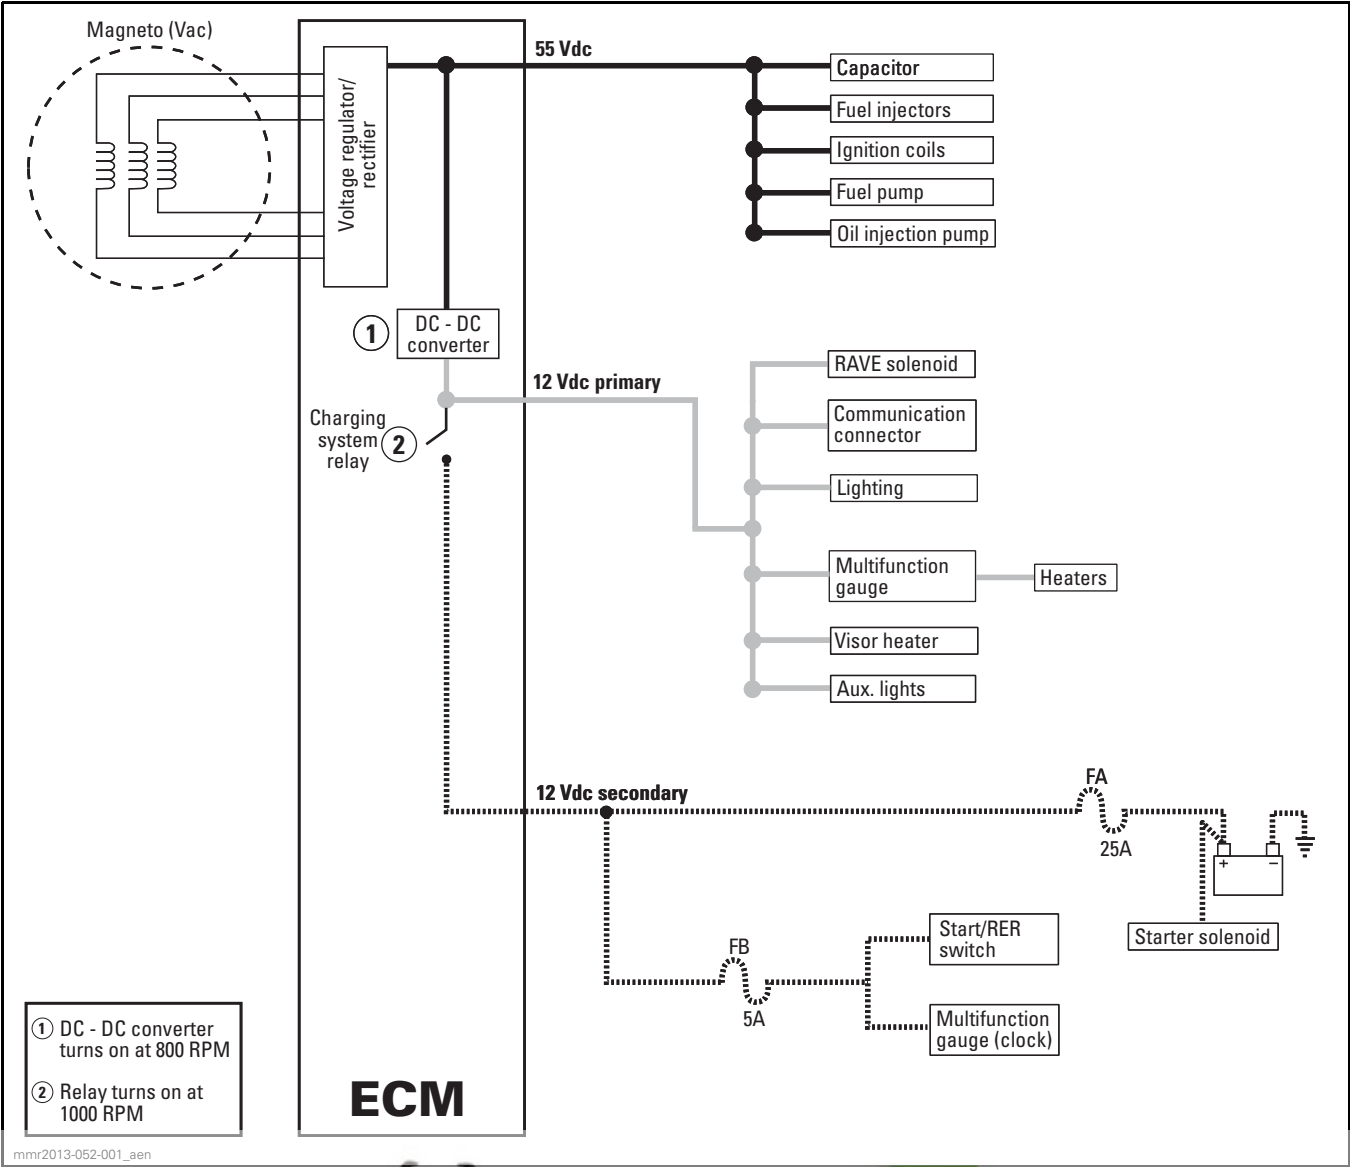 Magneto (Vac)
Voltage regulator/
rectifier
55 Vdc
Capacitor
Fuel injectors
Ignition coils
Fuel pump
Oil injection pump
1
DC - DC
converter
12 Vdc primary
Charging
system
relay
2
RAVE solenoid
Communication
connector
Lighting
Multifunction
gauge
Heaters
Visor heater
Aux. lights
12 Vdc secondary
FA
25A
+
–
Starter solenoid
FB
5A
Start/RER
switch
Multifunction
gauge (clock)
1 DC - DC converter
turns on at 800 RPM
2 Relay turns on at
1000 RPM
ECM
mmr2013-052-001_aen